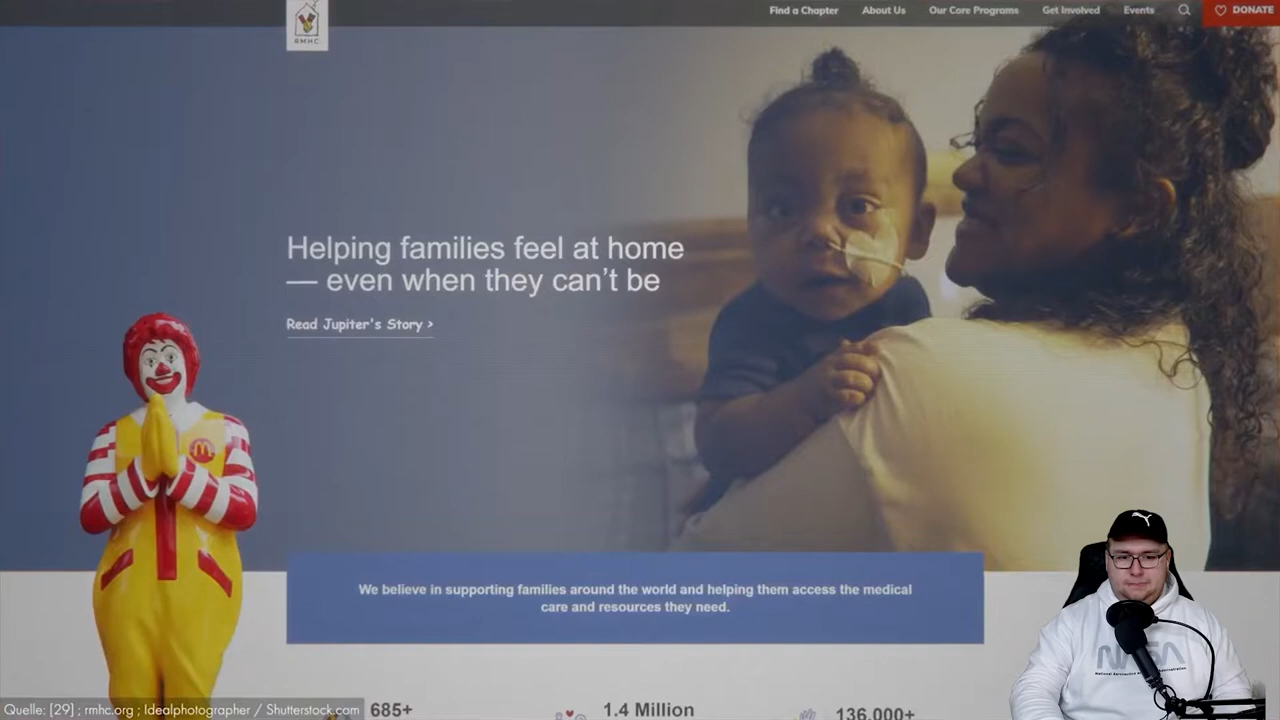 RMHC
Find a Chapter
About Us
Our Core Programs
Get Involved
Events
DONATE
Helping families feel at home
— even when they can't be
Read Jupiter's Story >
We believe in supporting families around the world and helping them access the medical
care and resources they need.
685+
1.4 Million
136,000+
NASA
Quelle: [29] ; rmhc.org ; Idealphotographer / Shutterstock.com